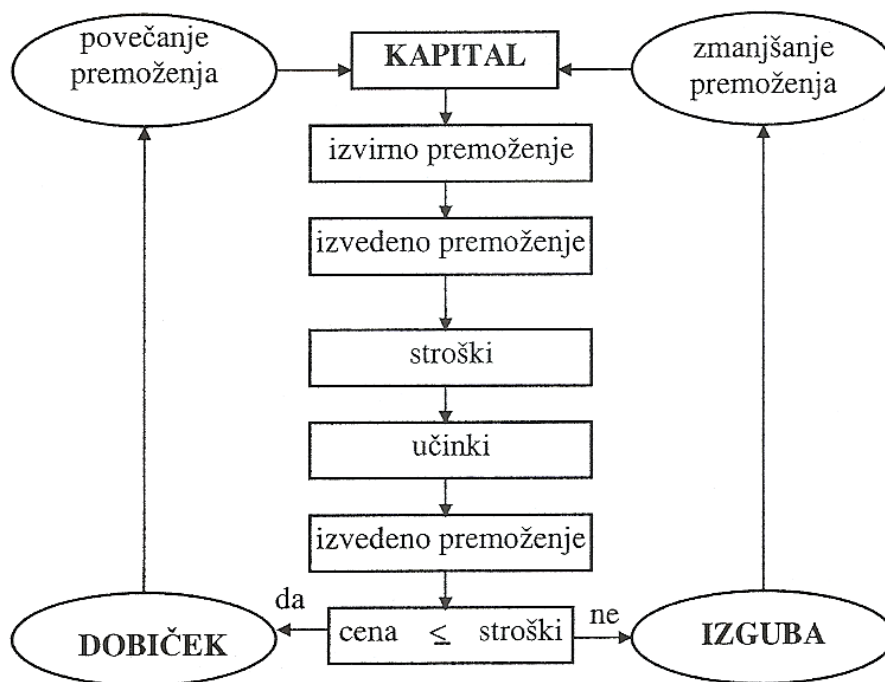 povečanje
premoženja
KAPITAL
zmanjšanje
premoženja
izvirno premoženje
izvedeno premoženje
stroški
učinki
izvedeno premoženje
da
cena ≤ stroški
ne
DOBIČEK
IZGUBA